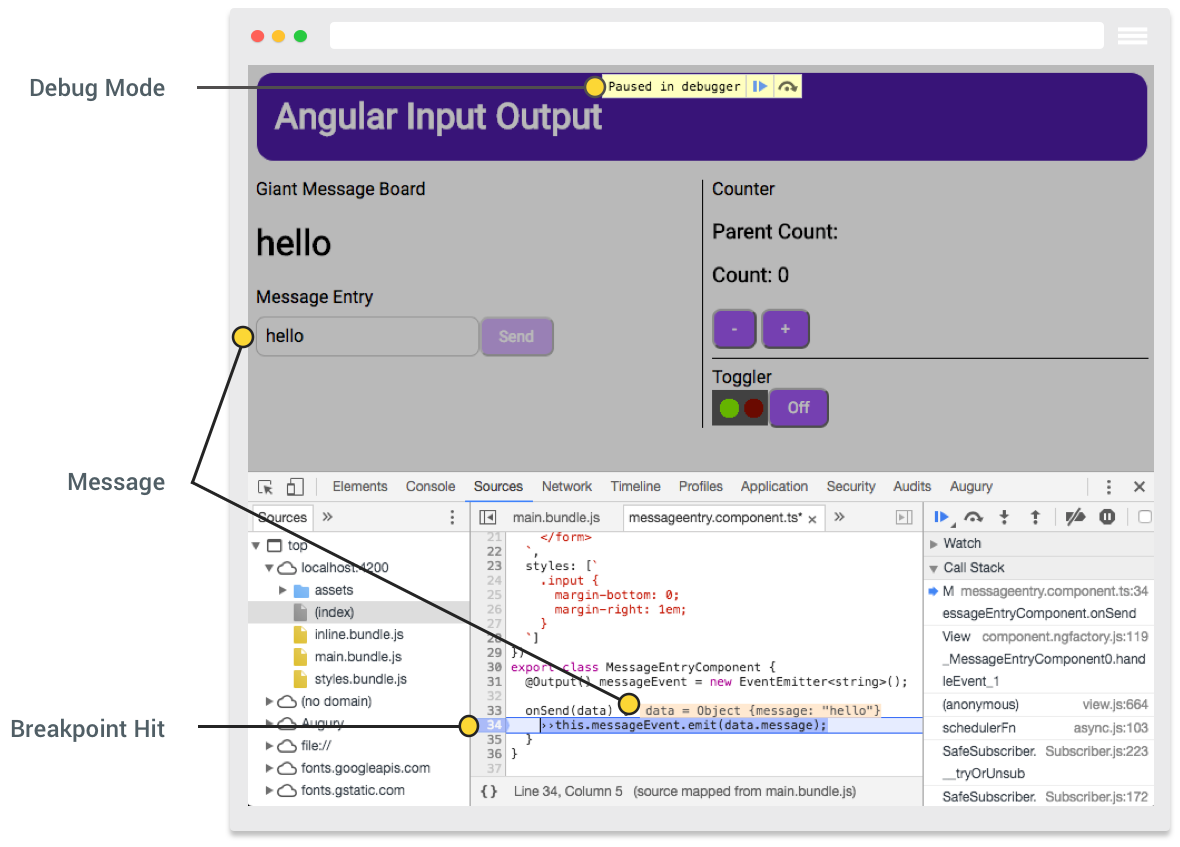 Debug Mode
Paused in debugger
Angular Input Output
Giant Message Board
hello
Message Entry
hello
Send
Counter
Parent Count:
Count: 0
-
+
Toggler
Off
Message
Breakpoint Hit
Elements Console Sources Network Timeline Profiles Application Security Audits Augury
Sources »
top
localhost:4200
assets
(index)
inline.bundle.js
main.bundle.js
styles.bundle.js
(no domain)
Augury
file://
fonts.googleapis.com
fonts.gstatic.com
main.bundle.js messageentry.component.ts* × »
21 </form>
22 `,
23 styles: [`
24 .input {
25 margin-bottom: 0;
26 margin-right: 1em;
27 }
28 `]
29 })
30 export class MessageEntryComponent {
31 @Output() messageEvent = new EventEmitter<string>();
32
33 onSend(data) data = Object {message: "hello"}
34 this.messageEvent.emit(data.message);
35 }
36 }
37
{} Line 34, Column 5 (source mapped from main.bundle.js)
Watch
Call Stack
M messageentry.component.ts:34
essageEntryComponent.onSend
View component.ngfactory.js:119
_MessageEntryComponent0.hand
leEvent_1
(anonymous) view.js:664
schedulerFn async.js:103
SafeSubscriber. Subscriber.js:223
__tryOrUnsub
SafeSubscriber. Subscriber.js:172